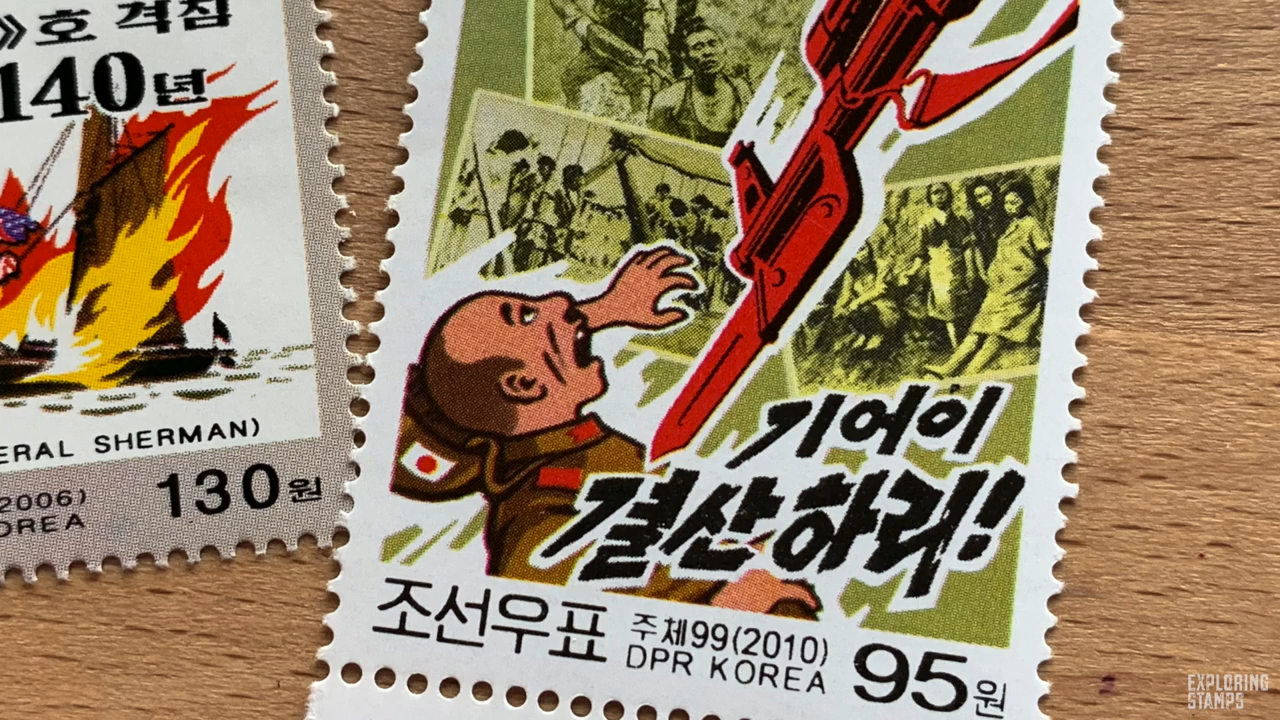 》호 격침
140년
ERAL SHERMAN)
2006)
OREA
130원
기어이
결산하리!
조선우표
주체99(2010)
DPR KOREA
95원
EXPLORING
STAMPS